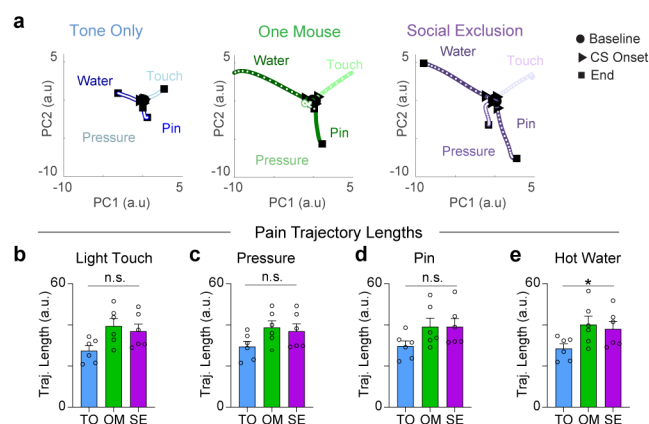 a
Tone Only
One Mouse
Social Exclusion
Baseline
CS Onset
End
5
PC2 (a.u)
-10
-10
5
PC1 (a.u)
Water
Touch
Pressure
Pin
5
PC2 (a.u)
-10
-10
5
PC1 (a.u.)
Water
Touch
Pressure
Pin
5
PC2 (a.u)
-10
-10
5
PC1 (a.u.)
Water
Touch
Pressure
Pin
Pain Trajectory Lengths
b
Light Touch
n.s.
60
0
Traj. Length (a.u.)
TO OM SE
c
Pressure
n.s.
60
0
Traj. Length (a.u.)
TO OM SE
d
Pin
n.s.
60
0
Traj. Length (a.u.)
TO OM SE
e
Hot Water
*
60
0
Traj. Length (a.u.)
TO OM SE